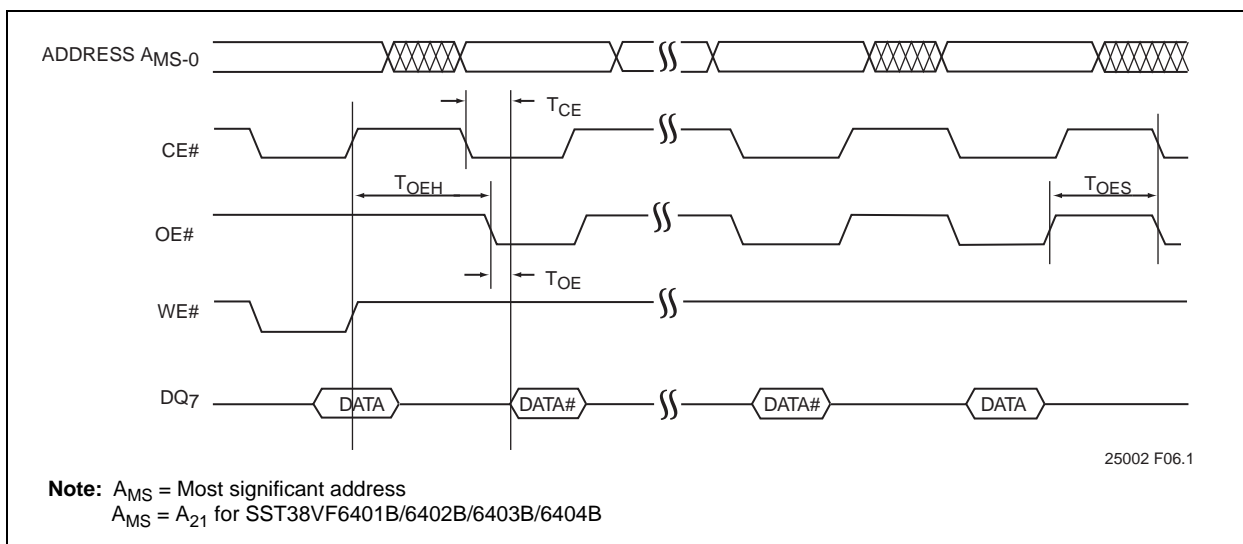 ADDRESS AMS-0
TCE
CE#
TOEH
TOES
OE#
TOE
WE#
DQ7
DATA
DATA#
DATA#
DATA
25002 F06.1
Note: AMS = Most significant address
AMS = A21 for SST38VF6401B/6402B/6403B/6404B